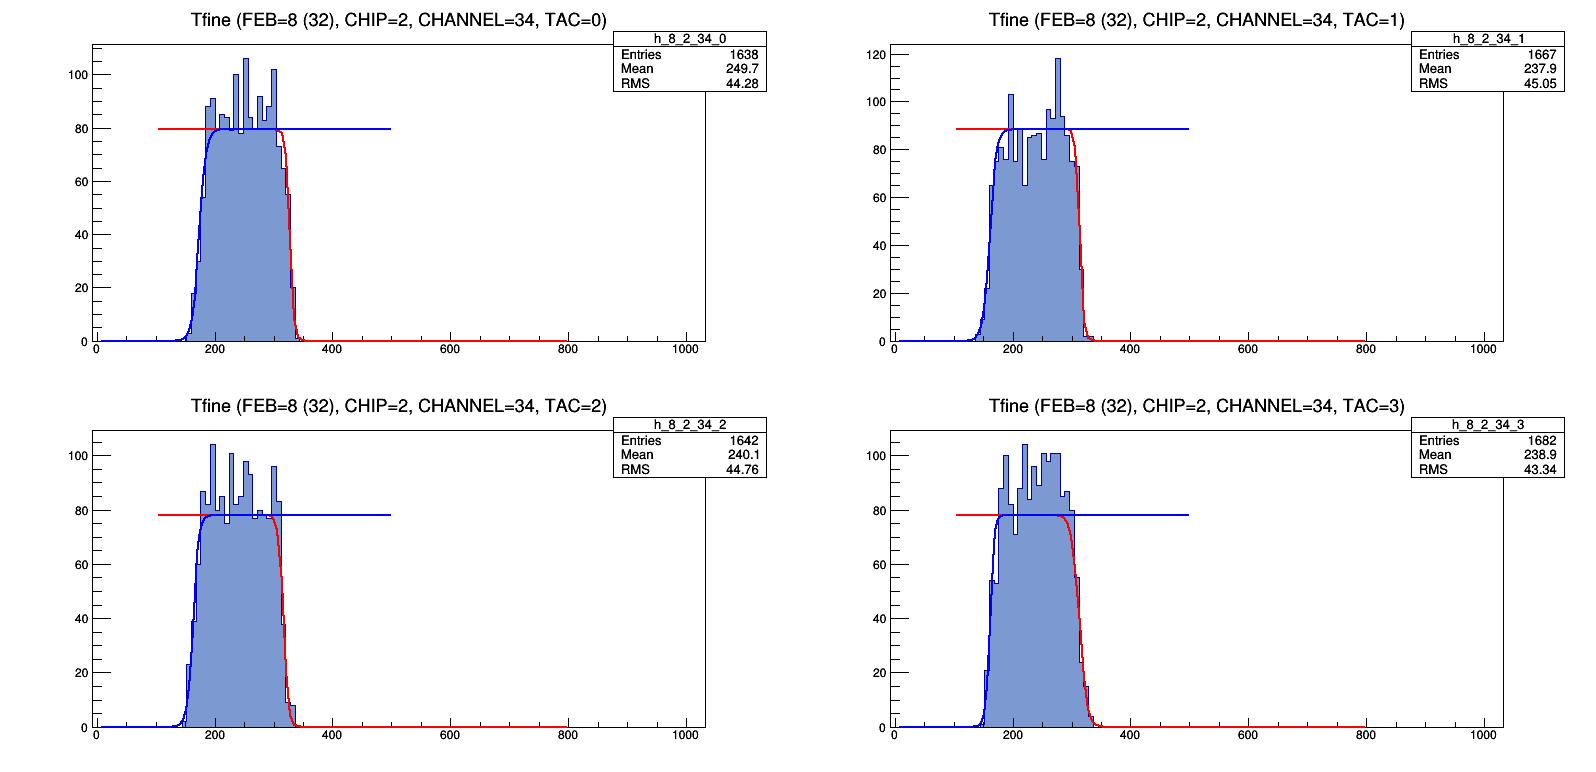 Tfine (FEB=8 (32), CHIP=2, CHANNEL=34, TAC=0)
h_8_2_34_0
Entries 1638
Mean 249.7
RMS 44.28
100
80
60
40
20
0
0 200 400 600 800 1000
Tfine (FEB=8 (32), CHIP=2, CHANNEL=34, TAC=1)
h_8_2_34_1
Entries 1667
Mean 237.9
RMS 45.05
120
100
80
60
40
20
0
0 200 400 600 800 1000
Tfine (FEB=8 (32), CHIP=2, CHANNEL=34, TAC=2)
h_8_2_34_2
Entries 1642
Mean 240.1
RMS 44.76
100
80
60
40
20
0
0 200 400 600 800 1000
Tfine (FEB=8 (32), CHIP=2, CHANNEL=34, TAC=3)
h_8_2_34_3
Entries 1682
Mean 238.9
RMS 43.34
100
80
60
40
20
0
0 200 400 600 800 1000